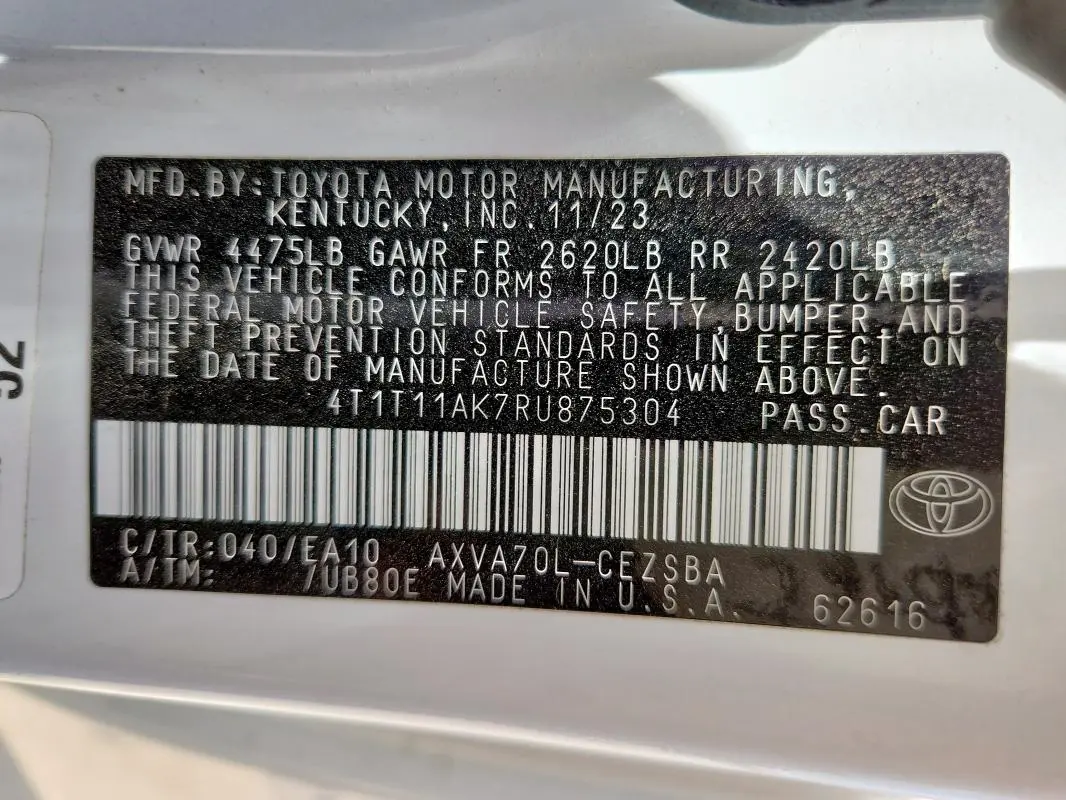 MFD.BY:TOYOTA MOTOR MANUFACTURING,
KENTUCKY, INC. 11/23
GVWR 4475LB GAWR FR 2620LB RR 2420LB
THIS VEHICLE CONFORMS TO ALL APPLICABLE
FEDERAL MOTOR VEHICLE SAFETY,BUMPER,AND
THEFT PREVENTION STANDARDS IN EFFECT ON
THE DATE OF MANUFACTURE SHOWN ABOVE.
4T1T11AK7RU875304 PASS.CAR
C/TR:040/EA10 AXVA70L-CEZSBA
A/TM: /UB80E MADE IN U.S.A.
62616